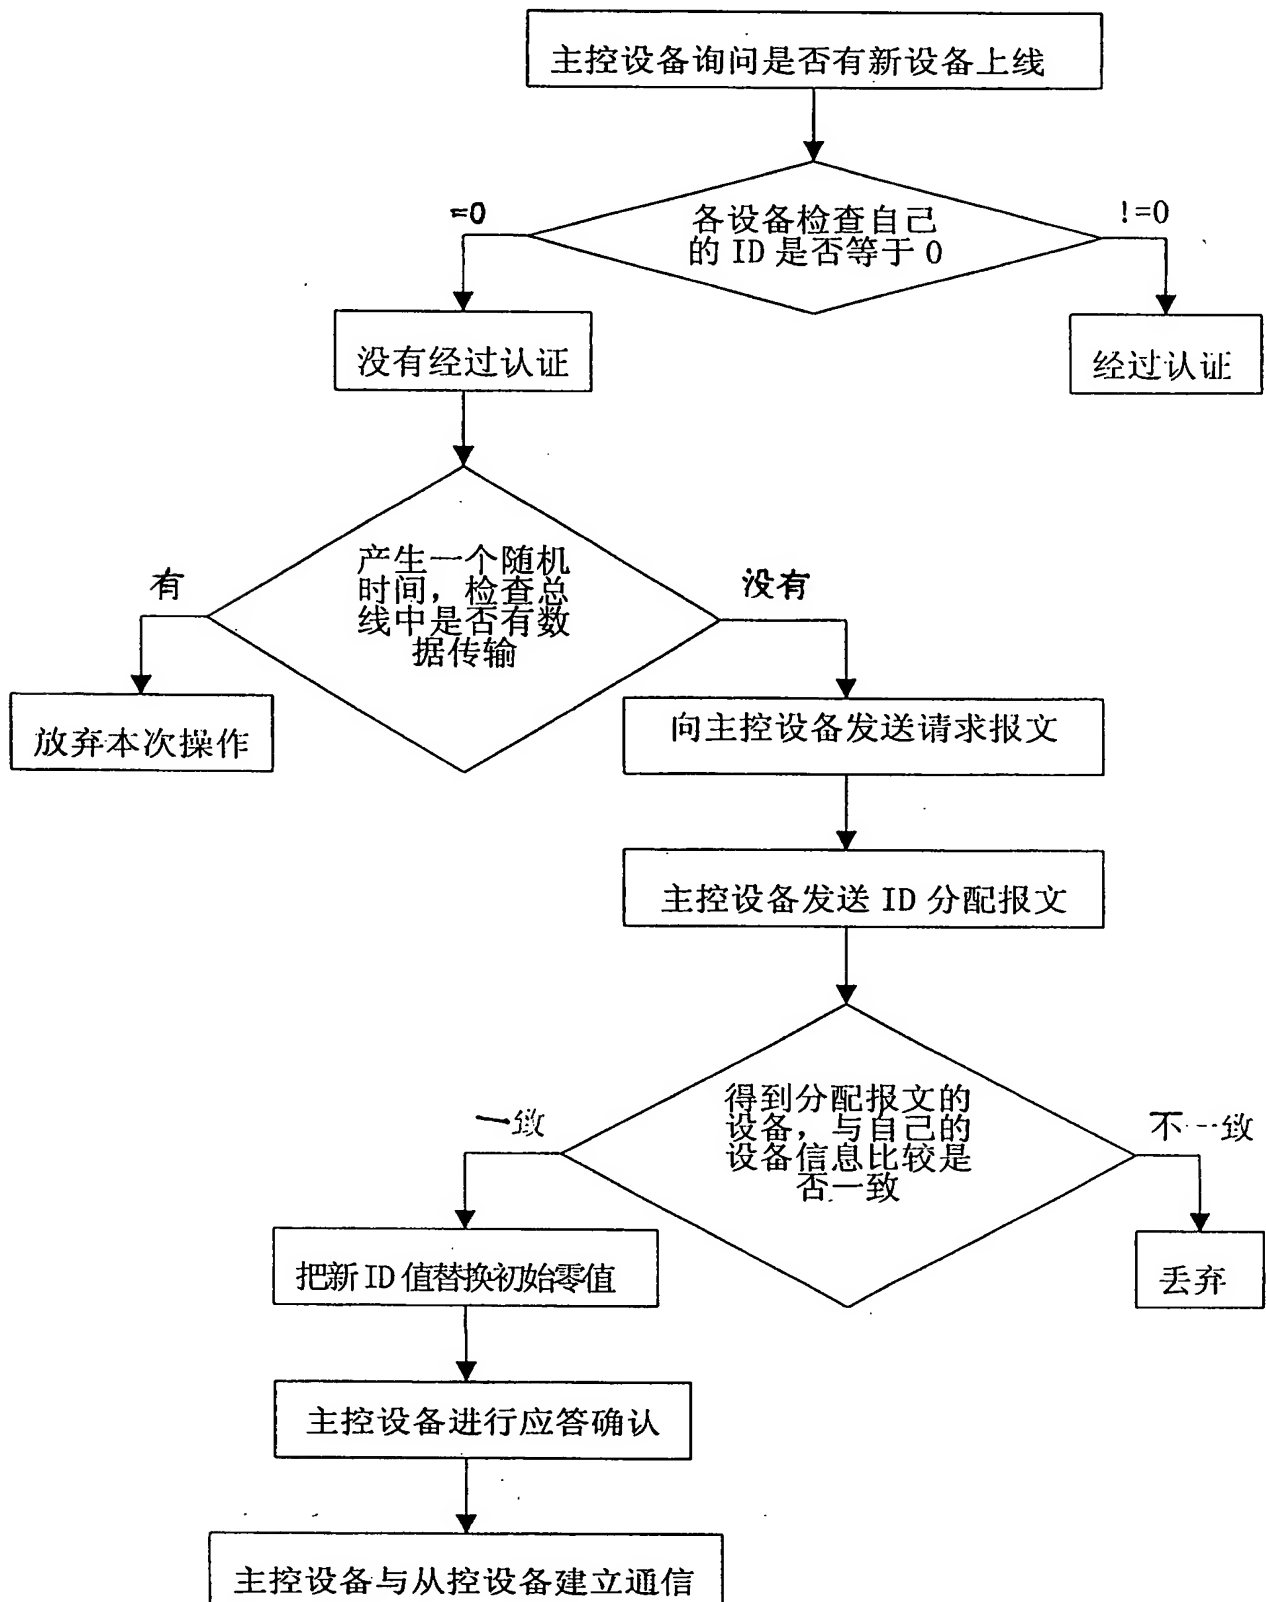 主控设备询问是否有新设备上线
=0
各设备检查自己
的 ID 是否等于 0
!=0
没有经过认证
经过认证
有
产生一个随机
时间，检查总
线中是否有数
据传输
没有
放弃本次操作
向主控设备发送请求报文
主控设备发送 ID 分配报文
一致
得到分配报文的
设备，与自己的
设备信息比较是
否一致
不一致
把新ID值替换初始零值
丢弃
主控设备进行应答确认
主控设备与从控设备建立通信